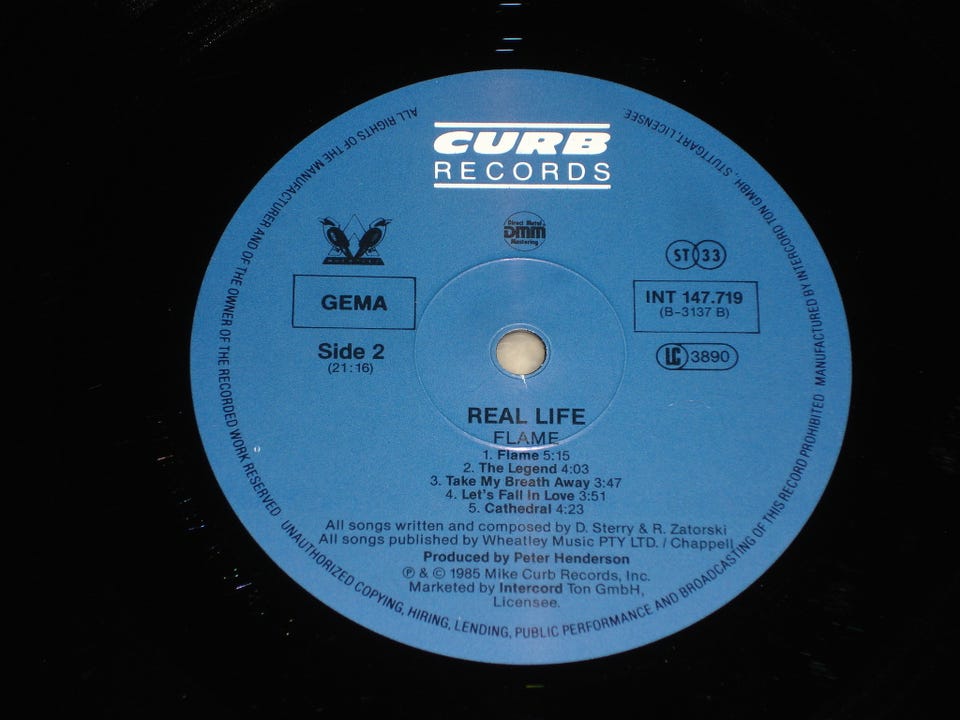 CURB
RECORDS
Direct Metal
DMM
Mastering
ST 33
GEMA
INT 147.719
(B-3137 B)
Side 2
(21:16)
LC 3890
REAL LIFE
FLAME
1. Flame 5:15
2. The Legend 4:03
3. Take My Breath Away 3:47
4. Let's Fall In Love 3:51
5. Cathedral 4:23
All songs written and composed by D. Sterry & R. Zatorski
All songs published by Wheatley Music PTY LTD. / Chappell
Produced by Peter Henderson
Ⓟ & © 1985 Mike Curb Records, Inc.
Marketed by Intercord Ton GmbH,
Licensee.
ALL RIGHTS OF THE MANUFACTURER AND OF THE OWNER OF THE RECORDED WORK RESERVED UNAUTHORIZED COPYING, HIRING, LENDING, PUBLIC PERFORMANCE AND BROADCASTING OF THIS RECORD PROHIBITED MANUFACTURED BY INTERCORD TON GMBH, STUTTGART, LICENSEE.